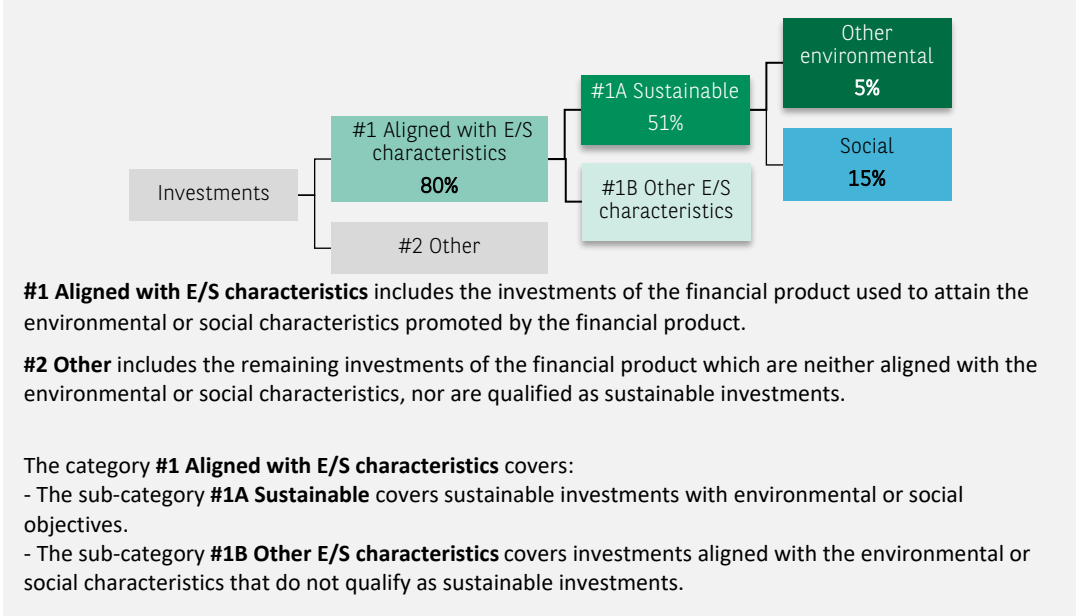 Other
environmental
5%
#1A Sustainable
51%
#1 Aligned with E/S
characteristics
80%
Social
15%
Investments
#1B Other E/S
characteristics
#2 Other
#1 Aligned with E/S characteristics includes the investments of the financial product used to attain the
environmental or social characteristics promoted by the financial product.
#2 Other includes the remaining investments of the financial product which are neither aligned with the
environmental or social characteristics, nor are qualified as sustainable investments.
The category #1 Aligned with E/S characteristics covers:
- The sub-category #1A Sustainable covers sustainable investments with environmental or social
objectives.
- The sub-category #1B Other E/S characteristics covers investments aligned with the environmental or
social characteristics that do not qualify as sustainable investments.